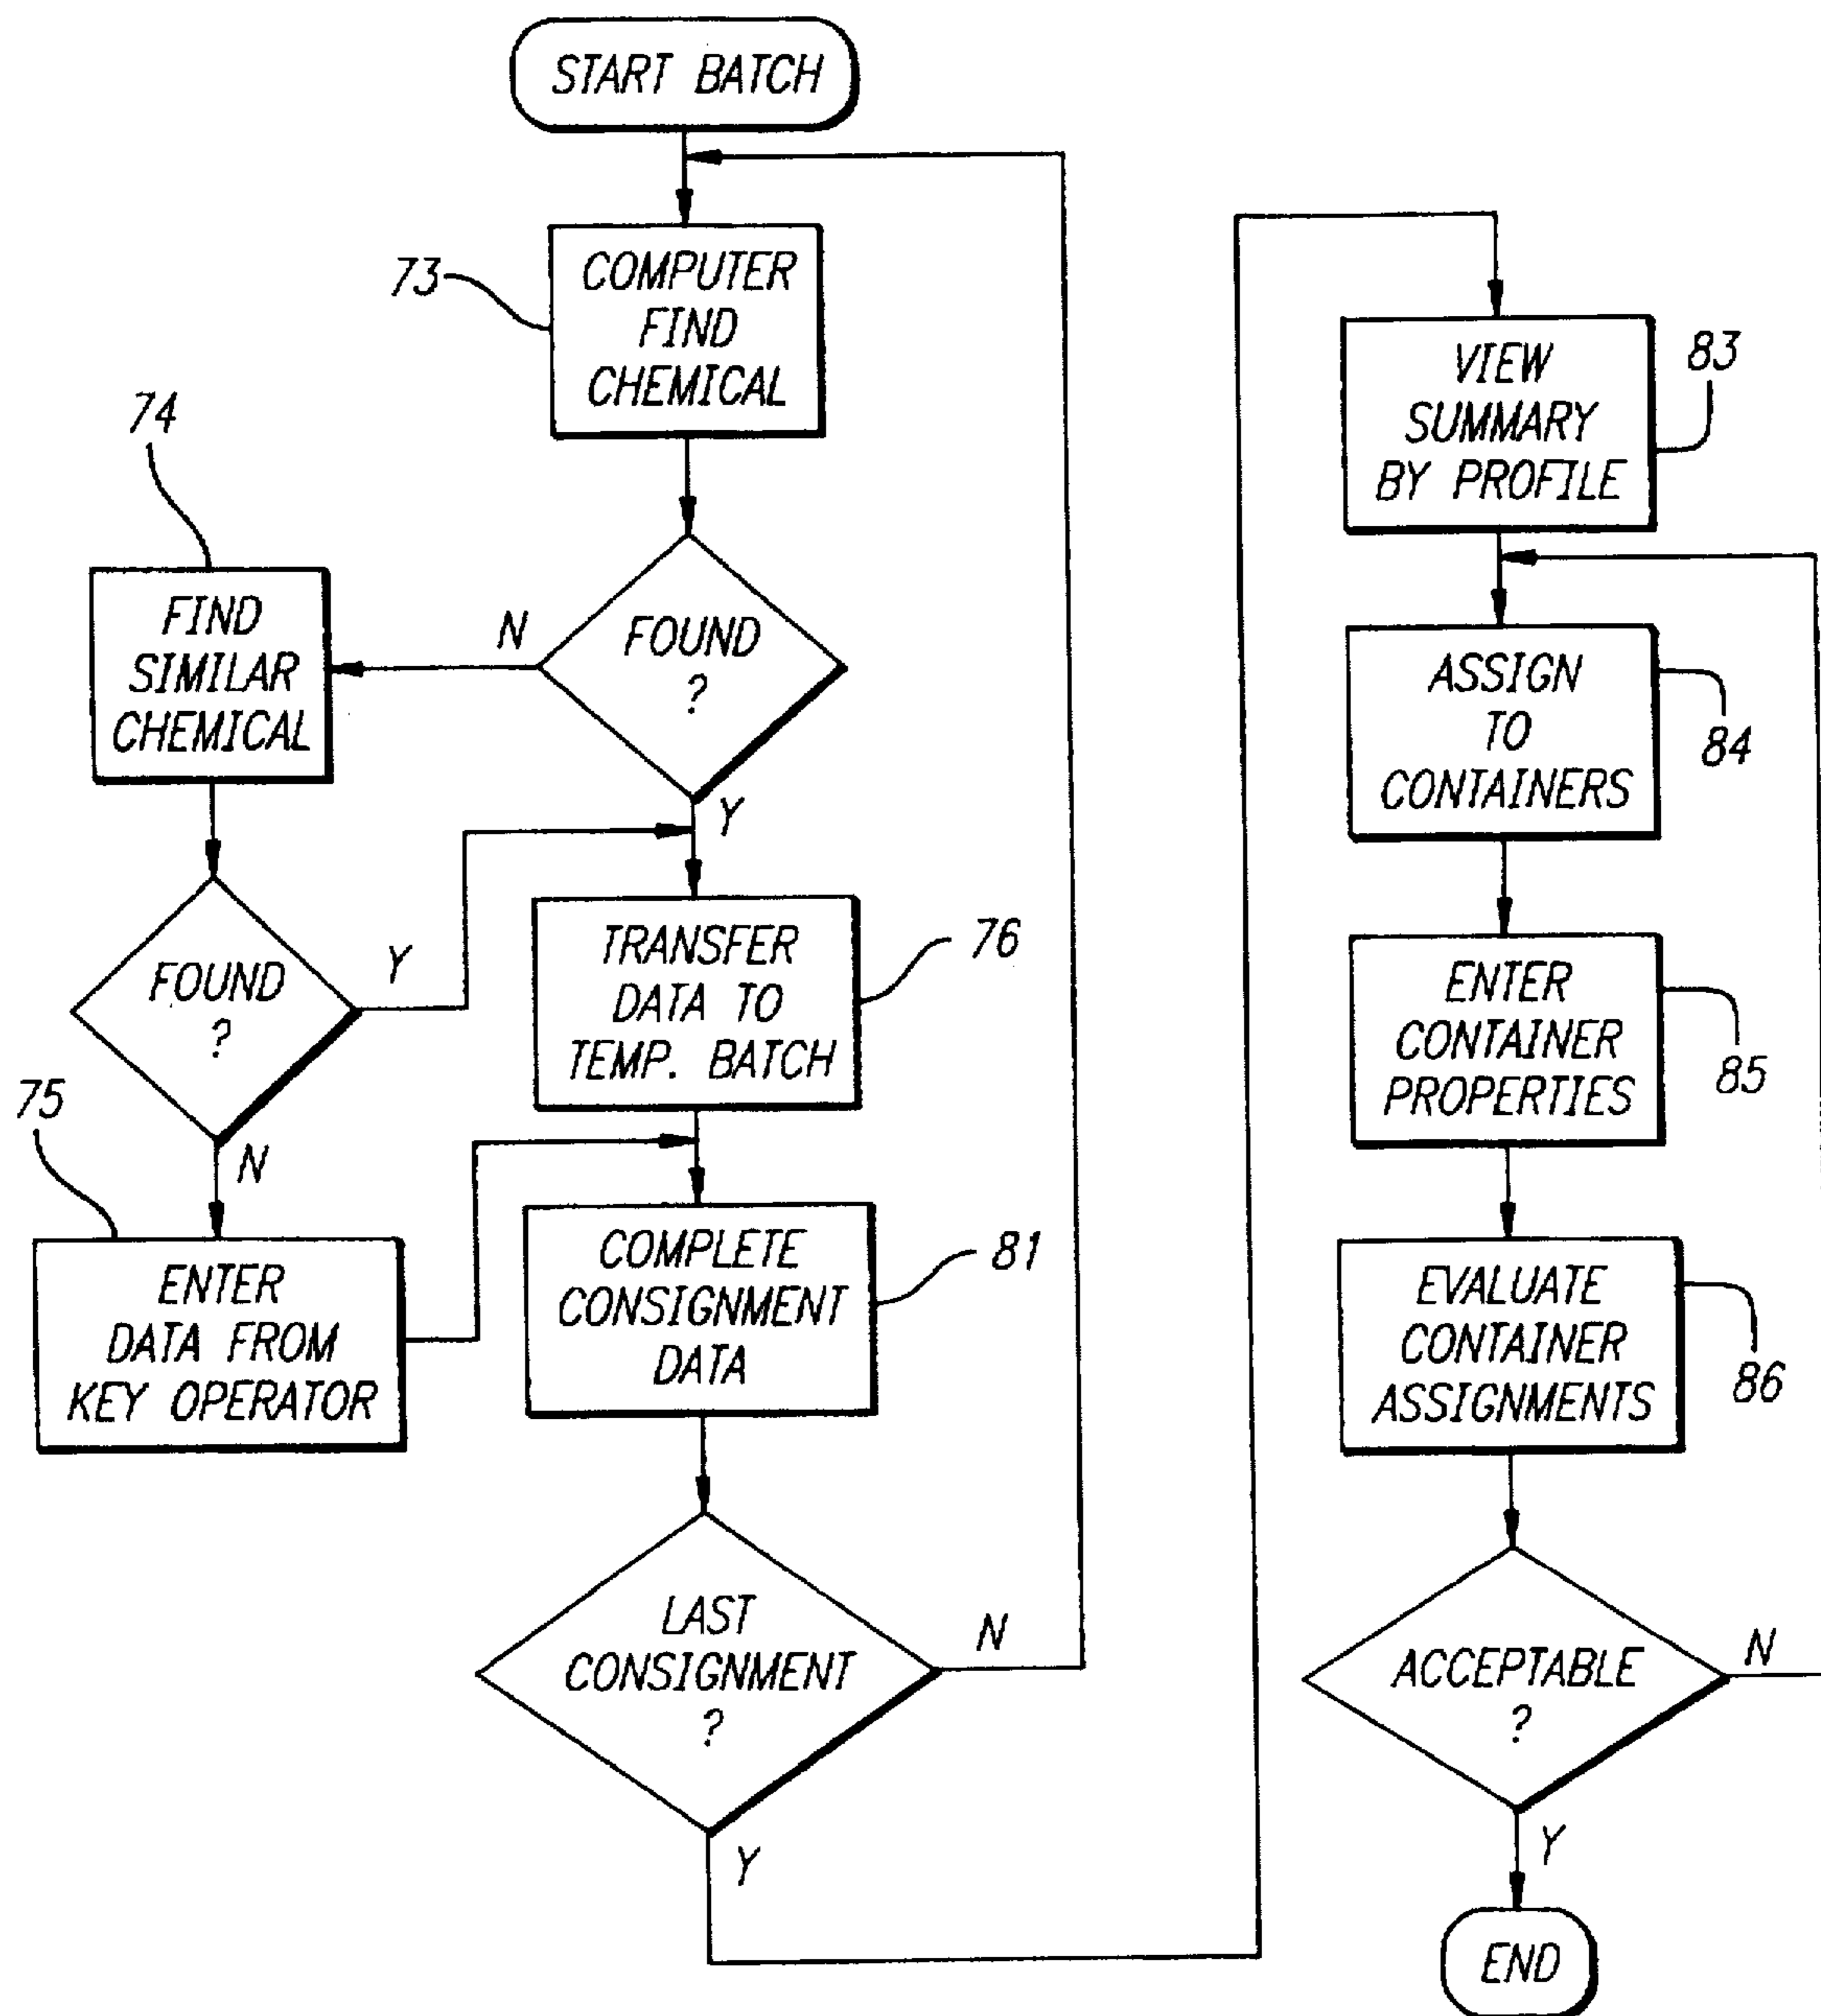 START BATCH
73
COMPUTER
FIND
CHEMICAL
FOUND
?
N
Y
74
FIND
SIMILAR
CHEMICAL
FOUND
?
Y
N
75
ENTER
DATA FROM
KEY OPERATOR
TRANSFER
DATA TO
TEMP. BATCH
76
COMPLETE
CONSIGNMENT
DATA
81
LAST
CONSIGNMENT
?
N
Y
VIEW
SUMMARY
BY PROFILE
83
ASSIGN
TO
CONTAINERS
84
ENTER
CONTAINER
PROPERTIES
85
EVALUATE
CONTAINER
ASSIGNMENTS
86
ACCEPTABLE
?
N
Y
END